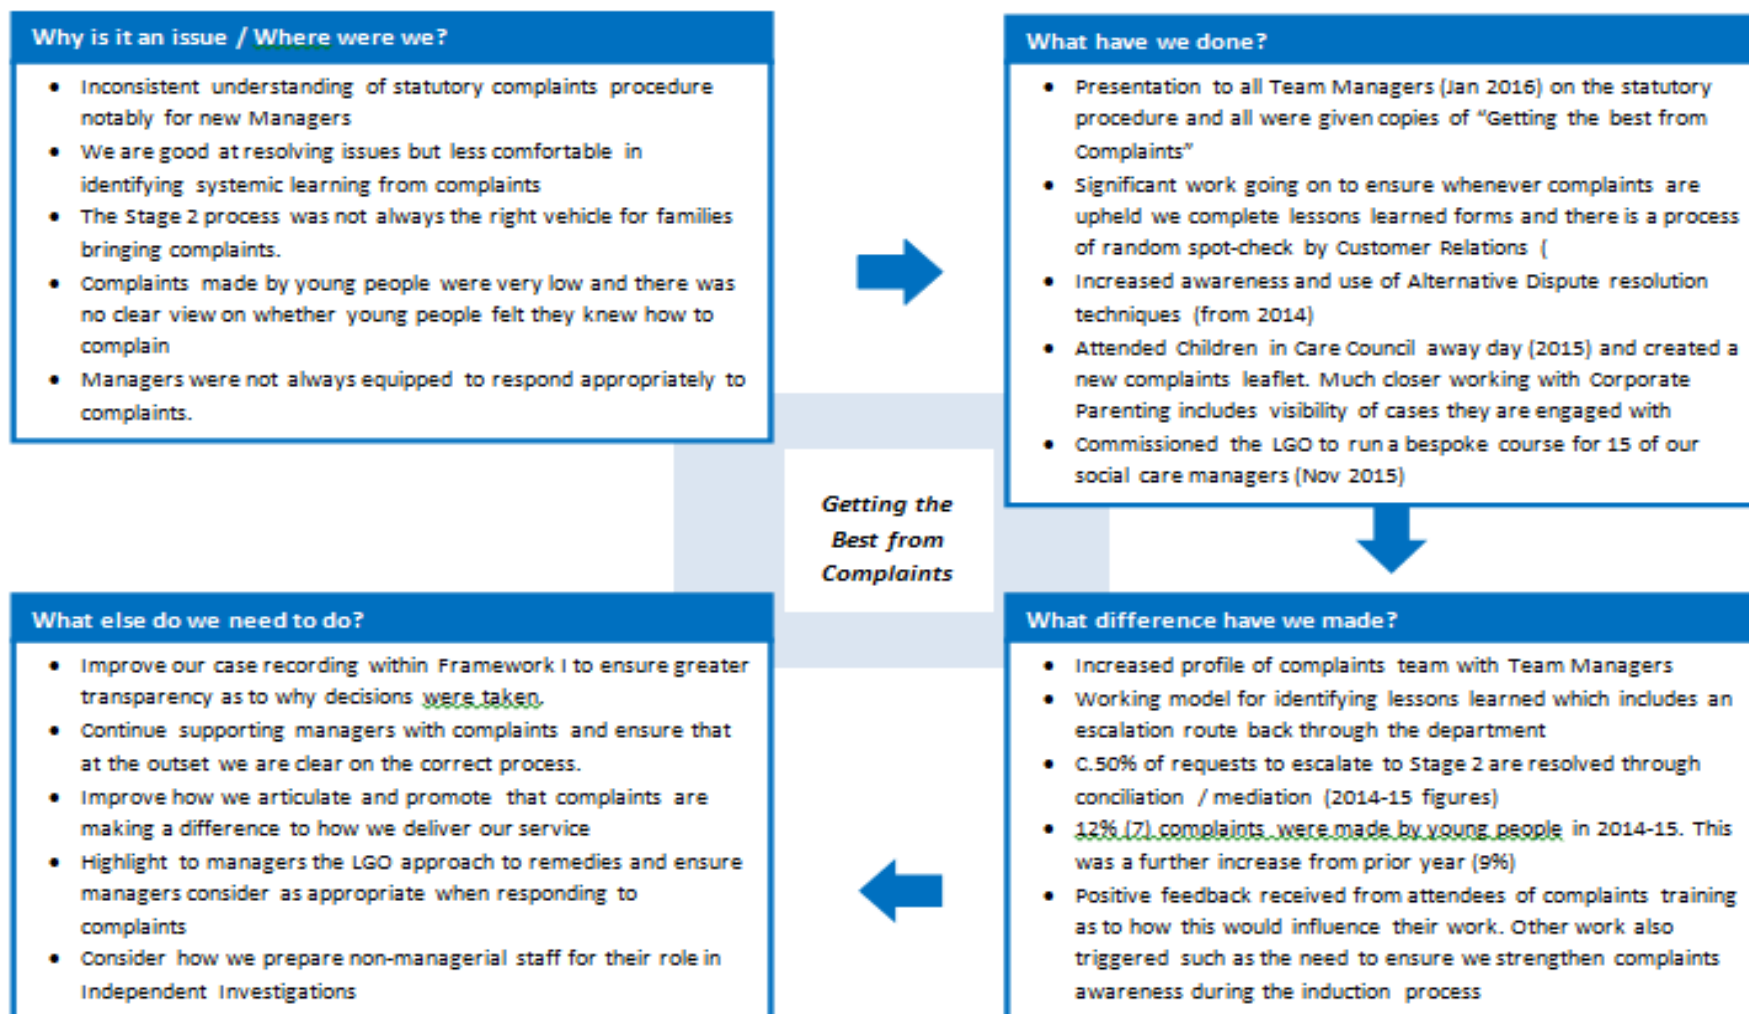 Why is it an issue / Where were we?
• Inconsistent understanding of statutory complaints procedure
notably for new Managers
• We are good at resolving issues but less comfortable in
identifying systemic learning from complaints
• The Stage 2 process was not always the right vehicle for families
bringing complaints.
• Complaints made by young people were very low and there was
no clear view on whether young people felt they knew how to
complain
• Managers were not always equipped to respond appropriately to
complaints.
What have we done?
• Presentation to all Team Managers (Jan 2016) on the statutory
procedure and all were given copies of “Getting the best from
Complaints”
• Significant work going on to ensure whenever complaints are
upheld we complete lessons learned forms and there is a process
of random spot-check by Customer Relations (
• Increased awareness and use of Alternative Dispute resolution
techniques (from 2014)
• Attended Children in Care Council away day (2015) and created a
new complaints leaflet. Much closer working with Corporate
Parenting includes visibility of cases they are engaged with
• Commissioned the LGO to run a bespoke course for 15 of our
social care managers (Nov 2015)
Getting the
Best from
Complaints
What difference have we made?
• Increased profile of complaints team with Team Managers
• Working model for identifying lessons learned which includes an
escalation route back through the department
• C.50% of requests to escalate to Stage 2 are resolved through
conciliation / mediation (2014-15 figures)
• 12% (7) complaints were made by young people in 2014-15. This
was a further increase from prior year (9%)
• Positive feedback received from attendees of complaints training
as to how this would influence their work. Other work also
triggered such as the need to ensure we strengthen complaints
awareness during the induction process
What else do we need to do?
• Improve our case recording within Framework I to ensure greater
transparency as to why decisions were taken.
• Continue supporting managers with complaints and ensure that
at the outset we are clear on the correct process.
• Improve how we articulate and promote that complaints are
making a difference to how we deliver our service
• Highlight to managers the LGO approach to remedies and ensure
managers consider as appropriate when responding to
complaints
• Consider how we prepare non-managerial staff for their role in
Independent Investigations